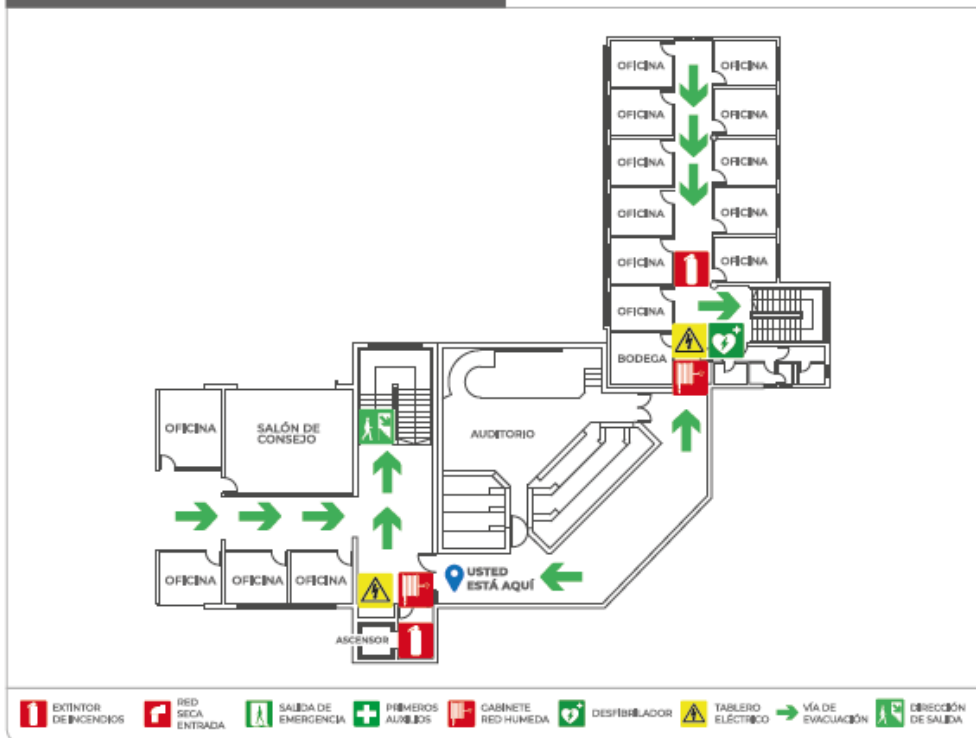 OFICINA
OFICINA
OFICINA
OFICINA
OFICINA
OFICINA
OFICINA
OFICINA
OFICINA
OFICINA
OFICINA
BODEGA
OFICINA
SALÓN DE
CONSEJO
AUDITORIO
OFICINA
OFICINA
OFICINA
USTED
ESTÁ AQUÍ
ASCENSOR
EXTINTOR
DE INCENDIOS
RED
SECA
ENTRADA
SALIDA DE
EMERGENCIA
PRIMEROS
AUXILIOS
GABINETE
RED HUMEDA
DESFIBRILADOR
TABLERO
ELÉCTRICO
VÍA DE
EVACUACIÓN
DIRECCIÓN
DE SALIDA